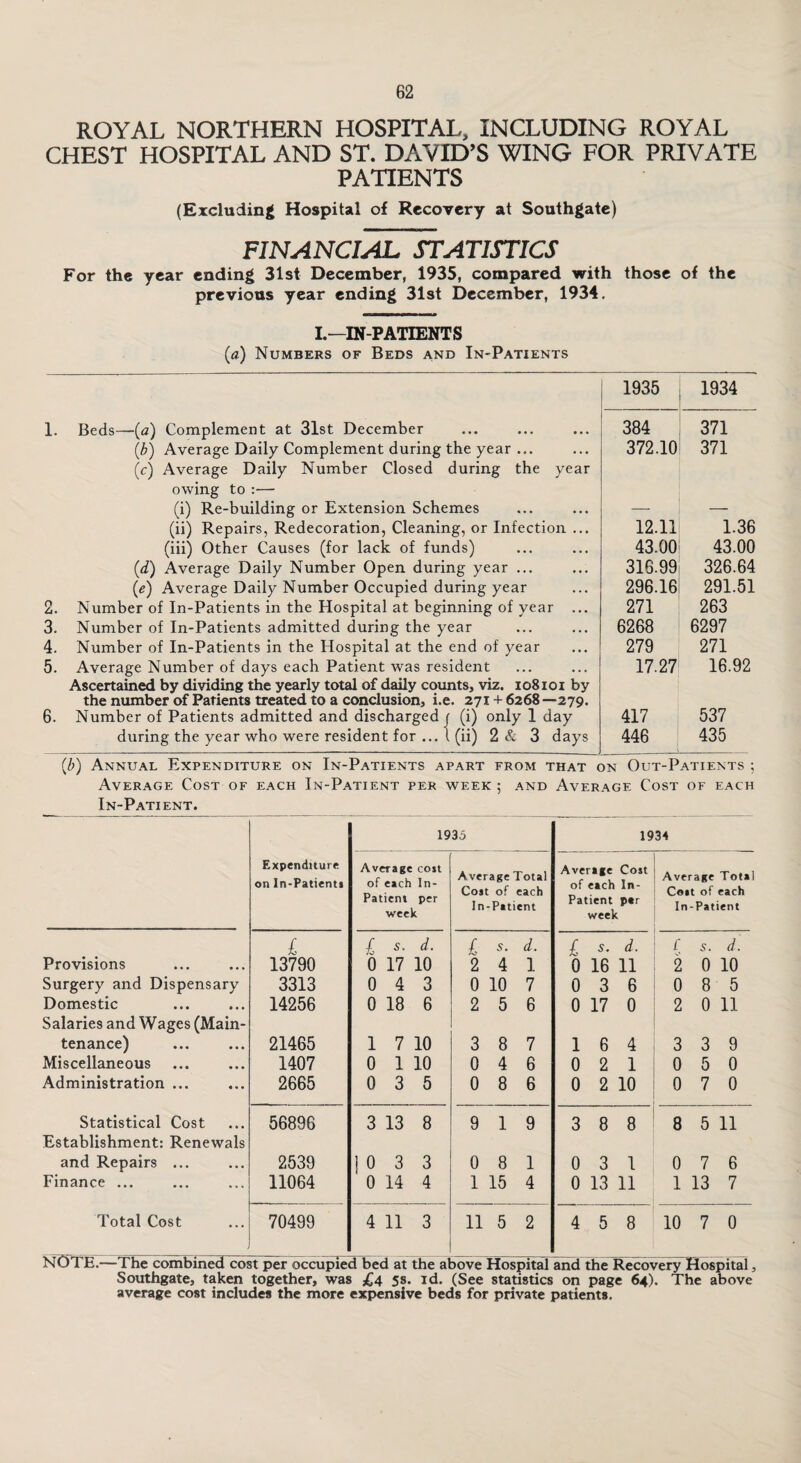 62
ROYAL NORTHERN HOSPITAL, INCLUDING ROYAL
CHEST HOSPITAL AND ST. DAVID'S WING FOR PRIVATE
PATIENTS
(Excluding Hospital of Recovery at Southgate)
FINANCIAL STATISTICS
For the year ending 31st December, 1935, compared with those of the
previous year ending 31st December, 1934.
I.—IN-PATIENTS
(a) Numbers of Beds and In-Patients
1935 1934
1. Beds—(a) Complement at 31st December ... ... ... 384 371
(b) Average Daily Complement during the year ... ... 372.10 371
(c) Average Daily Number Closed during the year
owing to :—
(i) Re-building or Extension Schemes ... ... — —
(ii) Repairs, Redecoration, Cleaning, or Infection ... 12.11 1.36
(iii) Other Causes (for lack of funds) ... ... 43.00 43.00
(d) Average Daily Number Open during year ... ... 316.99 326.64
(e) Average Daily Number Occupied during year ... 296.16 291.51
2. Number of In-Patients in the Hospital at beginning of year ... 271 263
3. Number of In-Patients admitted during the year ... ... 6268 6297
4. Number of In-Patients in the Hospital at the end of year ... 279 271
5. Average Number of days each Patient was resident ... ... 17.27 16.92
Ascertained by dividing the yearly total of daily counts, viz. 108101 by
the number of Patients treated to a conclusion, i.e. 271 + 6268—279.
6. Number of Patients admitted and discharged { (i) only 1 day 417 537
during the year who were resident for ... { (ii) 2 & 3 days 446 435
(b) Annual Expenditure on In-Patients apart from that on Out-Patients ;
Average Cost of each In-Patient per week ; and Average Cost of each
In-Patient.
1935 1934
Expenditure on In-Patients Average cost of each In-Patient per week Average Total Cost of each In-Patient Average Cost of each In-Patient per week Average Total Cost of each In-Patient
£ £ s. d. £ s. d. £ s. d. £ s. d.
Provisions ... ... 13790 0 17 10 2 4 1 0 16 11 2 0 10
Surgery and Dispensary 3313 0 4 3 0 10 7 0 3 6 0 8 5
Domestic ... ... 14256 0 18 6 2 5 6 0 17 0 2 0 11
Salaries and Wages (Main-
tenance) ... ... 21465 1 7 10 3 8 7 1 6 4 3 3 9
Miscellaneous ... ... 1407 0 1 10 0 4 6 0 2 1 0 5 0
Administration ... ... 2665 0 3 5 0 8 6 0 2 10 0 7 0
Statistical Cost ... 56896 3 13 8 9 1 9 3 8 8 8 5 11
Establishment: Renewals
and Repairs ... ... 2539 0 3 3 0 8 1 0 3 1 0 7 6
Finance ... ... ... 11064 0 14 4 1 15 4 0 13 11 1 13 7
Total Cost ... 70499 4 11 3 11 5 2 4 5 8 10 7 0
NOTE.—The combined cost per occupied bed at the above Hospital and the Recovery Hospital,
Southgate, taken together, was £4 5s. 1d. (See statistics on page 64). The above
average cost includes the more expensive beds for private patients.